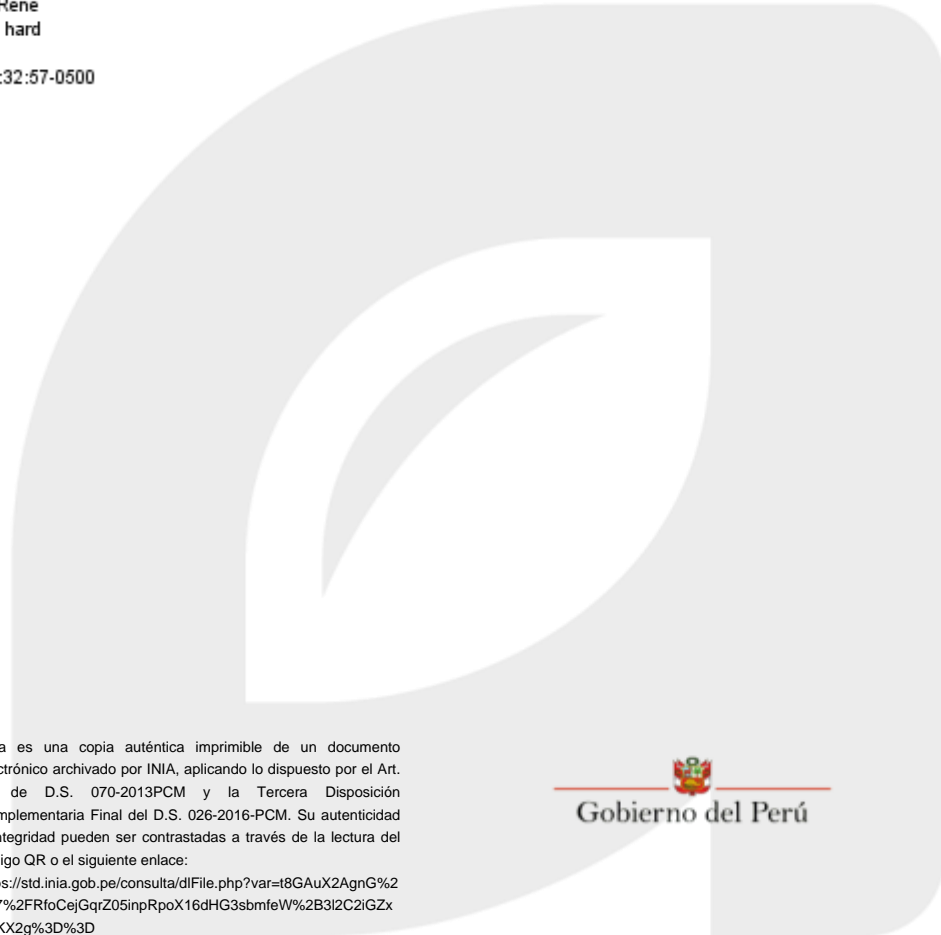 René
hard
:32:57-0500
a es una copia auténtica imprimible de un documento
ctrónico archivado por INIA, aplicando lo dispuesto por el Art.
de D.S. 070-2013PCM y la Tercera Disposición
mplementaria Final del D.S. 026-2016-PCM. Su autenticidad
ntegridad pueden ser contrastadas a través de la lectura del
igo QR o el siguiente enlace:
ps://std.inia.gob.pe/consulta/dlFile.php?var=t8GAuX2AgnG%2
7%2FRfoCejGqrZ05inpRpoX16dHG3sbmfeW%2B3l2C2iGZx
KX2g%3D%3D
Gobierno del Perú